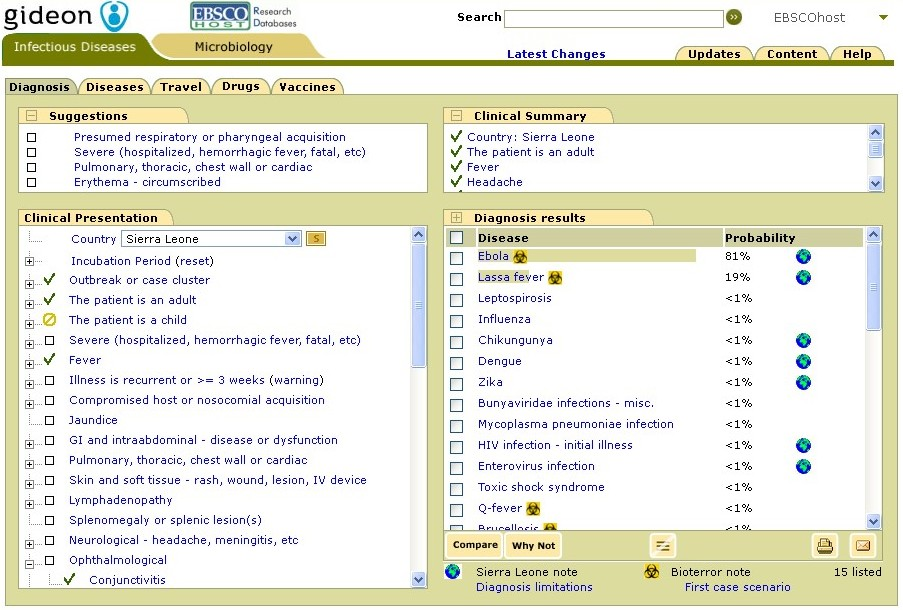 gideon
EBSCO HOST Research Databases
Search
EBSCOhost
Infectious Diseases
Microbiology
Latest Changes
Updates
Content
Help
Diagnosis
Diseases
Travel
Drugs
Vaccines
Suggestions
Presumed respiratory or pharyngeal acquisition
Severe (hospitalized, hemorrhagic fever, fatal, etc)
Pulmonary, thoracic, chest wall or cardiac
Erythema - circumscribed
Clinical Summary
Country: Sierra Leone
The patient is an adult
Fever
Headache
Clinical Presentation
Country Sierra Leone S
Incubation Period (reset)
Outbreak or case cluster
The patient is an adult
The patient is a child
Severe (hospitalized, hemorrhagic fever, fatal, etc)
Fever
Illness is recurrent or >= 3 weeks (warning)
Compromised host or nosocomial acquisition
Jaundice
GI and intraabdominal - disease or dysfunction
Pulmonary, thoracic, chest wall or cardiac
Skin and soft tissue - rash, wound, lesion, IV device
Lymphadenopathy
Splenomegaly or splenic lesion(s)
Neurological - headache, meningitis, etc
Ophthalmological
Conjunctivitis
Diagnosis results
Disease Probability
Ebola 81%
Lassa fever 19%
Leptospirosis <1%
Influenza <1%
Chikungunya <1%
Dengue <1%
Zika <1%
Bunyaviridae infections - misc. <1%
Mycoplasma pneumoniae infection <1%
HIV infection - initial illness <1%
Enterovirus infection <1%
Toxic shock syndrome <1%
Q-fever <1%
Brucellosis <1%
Compare
Why Not
Sierra Leone note Bioterror note 15 listed
Diagnosis limitations First case scenario